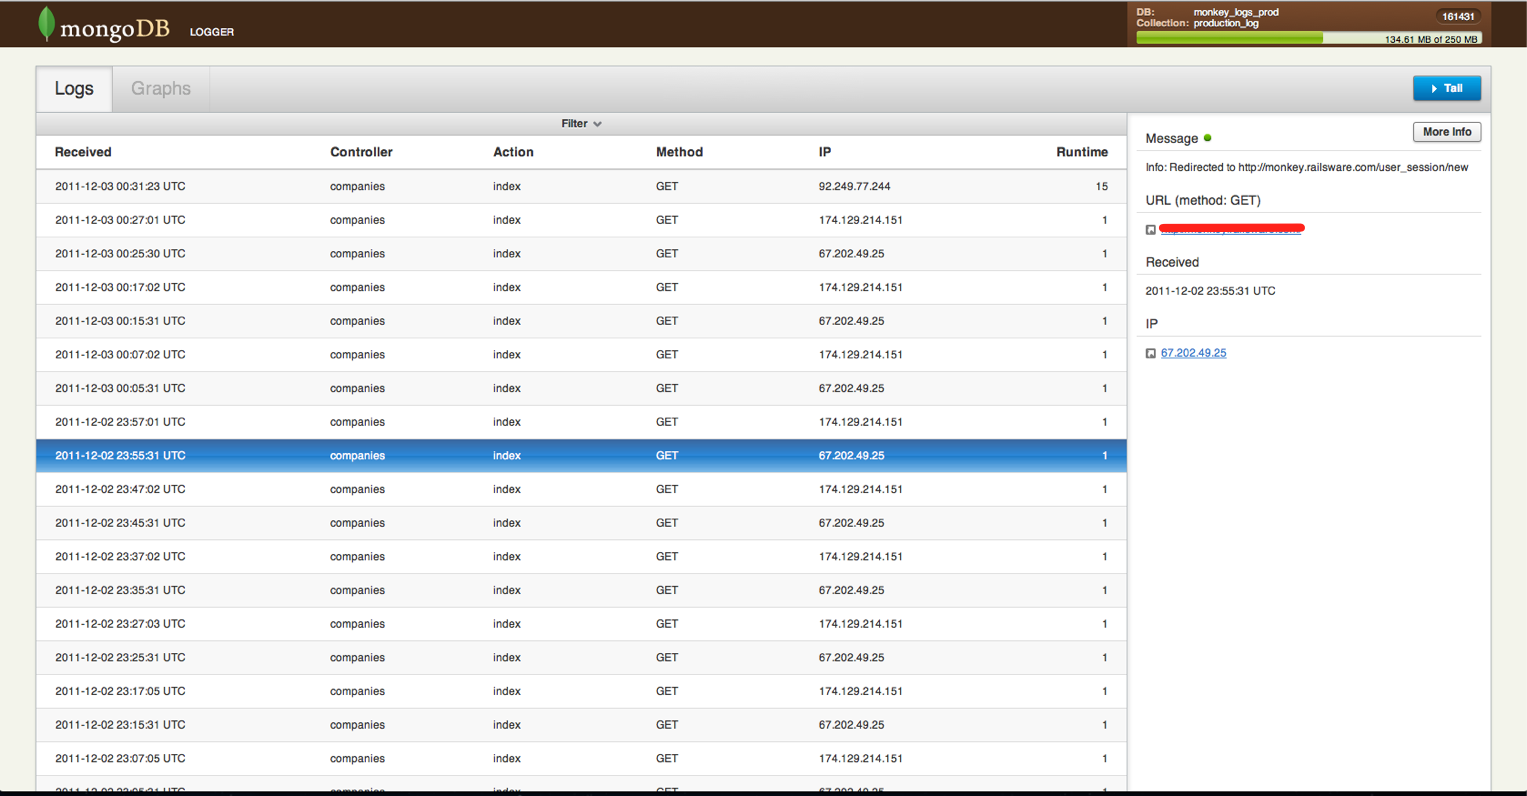 mongoDB LOGGER
DB: monkey_logs_prod 161431
Collection: production_log
134.61 MB of 250 MB
Logs Graphs Tail
Filter
Received Controller Action Method IP Runtime
2011-12-03 00:31:23 UTC companies index GET 92.249.77.244 15
2011-12-03 00:27:01 UTC companies index GET 174.129.214.151 1
2011-12-03 00:25:30 UTC companies index GET 67.202.49.25 1
2011-12-03 00:17:02 UTC companies index GET 174.129.214.151 1
2011-12-03 00:15:31 UTC companies index GET 67.202.49.25 1
2011-12-03 00:07:02 UTC companies index GET 174.129.214.151 1
2011-12-03 00:05:31 UTC companies index GET 67.202.49.25 1
2011-12-02 23:57:01 UTC companies index GET 174.129.214.151 1
2011-12-02 23:55:31 UTC companies index GET 67.202.49.25 1
2011-12-02 23:47:02 UTC companies index GET 174.129.214.151 1
2011-12-02 23:45:31 UTC companies index GET 67.202.49.25 1
2011-12-02 23:37:02 UTC companies index GET 174.129.214.151 1
2011-12-02 23:35:31 UTC companies index GET 67.202.49.25 1
2011-12-02 23:27:03 UTC companies index GET 174.129.214.151 1
2011-12-02 23:25:31 UTC companies index GET 67.202.49.25 1
2011-12-02 23:17:05 UTC companies index GET 174.129.214.151 1
2011-12-02 23:15:31 UTC companies index GET 67.202.49.25 1
2011-12-02 23:07:05 UTC companies index GET 174.129.214.151 1
2011-12-02 23:05:31 UTC companies index GET 67.202.49.25 1
Message More Info
Info: Redirected to http://monkey.railsware.com/user_session/new
URL (method: GET)
Received
2011-12-02 23:55:31 UTC
IP
67.202.49.25